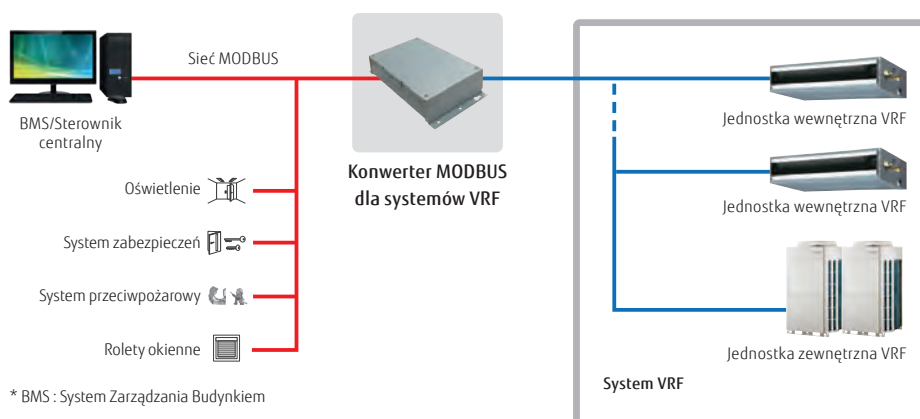 Sieć MODBUS
BMS/Sterownik
centralny
Konwerter MODBUS
dla systemów VRF
Oświetlenie
System zabezpieczeń
System przeciwpożarowy
Rolety okienne
* BMS : System Zarządzania Budynkiem
Jednostka wewnętrzna VRF
Jednostka wewnętrzna VRF
Jednostka zewnętrzna VRF
System VRF